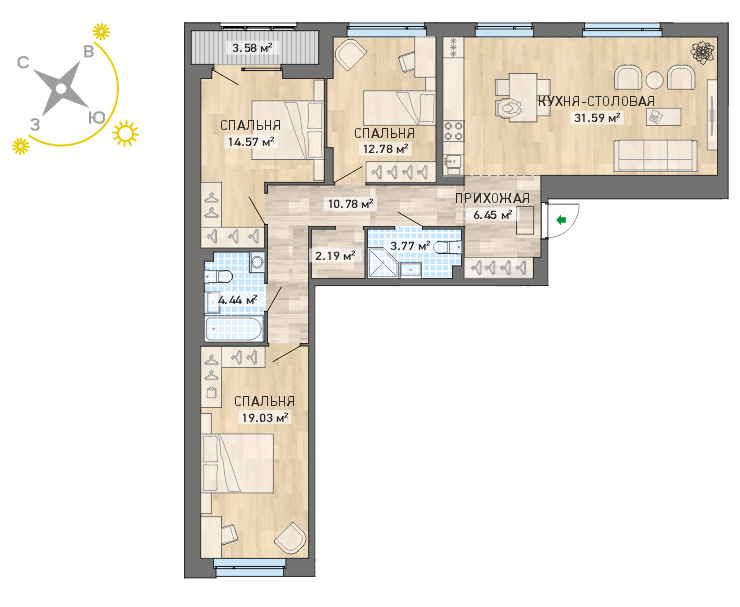 С
В
З
Ю
3.58 м²
СПАЛЬНЯ
14.57 м²
СПАЛЬНЯ
12.78 м²
КУХНЯ-СТОЛОВАЯ
31.59 м²
10.78 м²
ПРИХОЖАЯ
6.45 м²
2.19 м²
3.77 м²
4.44 м²
СПАЛЬНЯ
19.03 м²